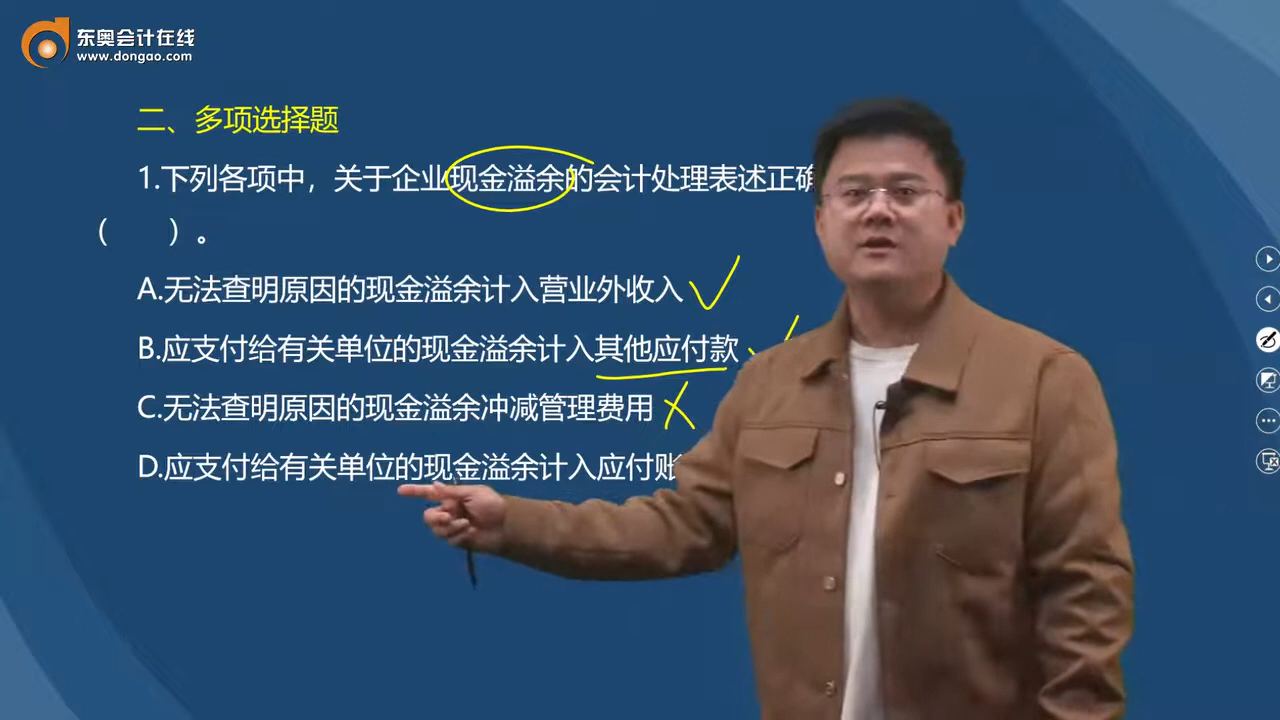 东奥会计在线
www.dongao.com
二、多项选择题
1.下列各项中，关于企业现金溢余的会计处理表述正确
（　　）。
A.无法查明原因的现金溢余计入营业外收入
B.应支付给有关单位的现金溢余计入其他应付款
C.无法查明原因的现金溢余冲减管理费用
D.应支付给有关单位的现金溢余计入应付账